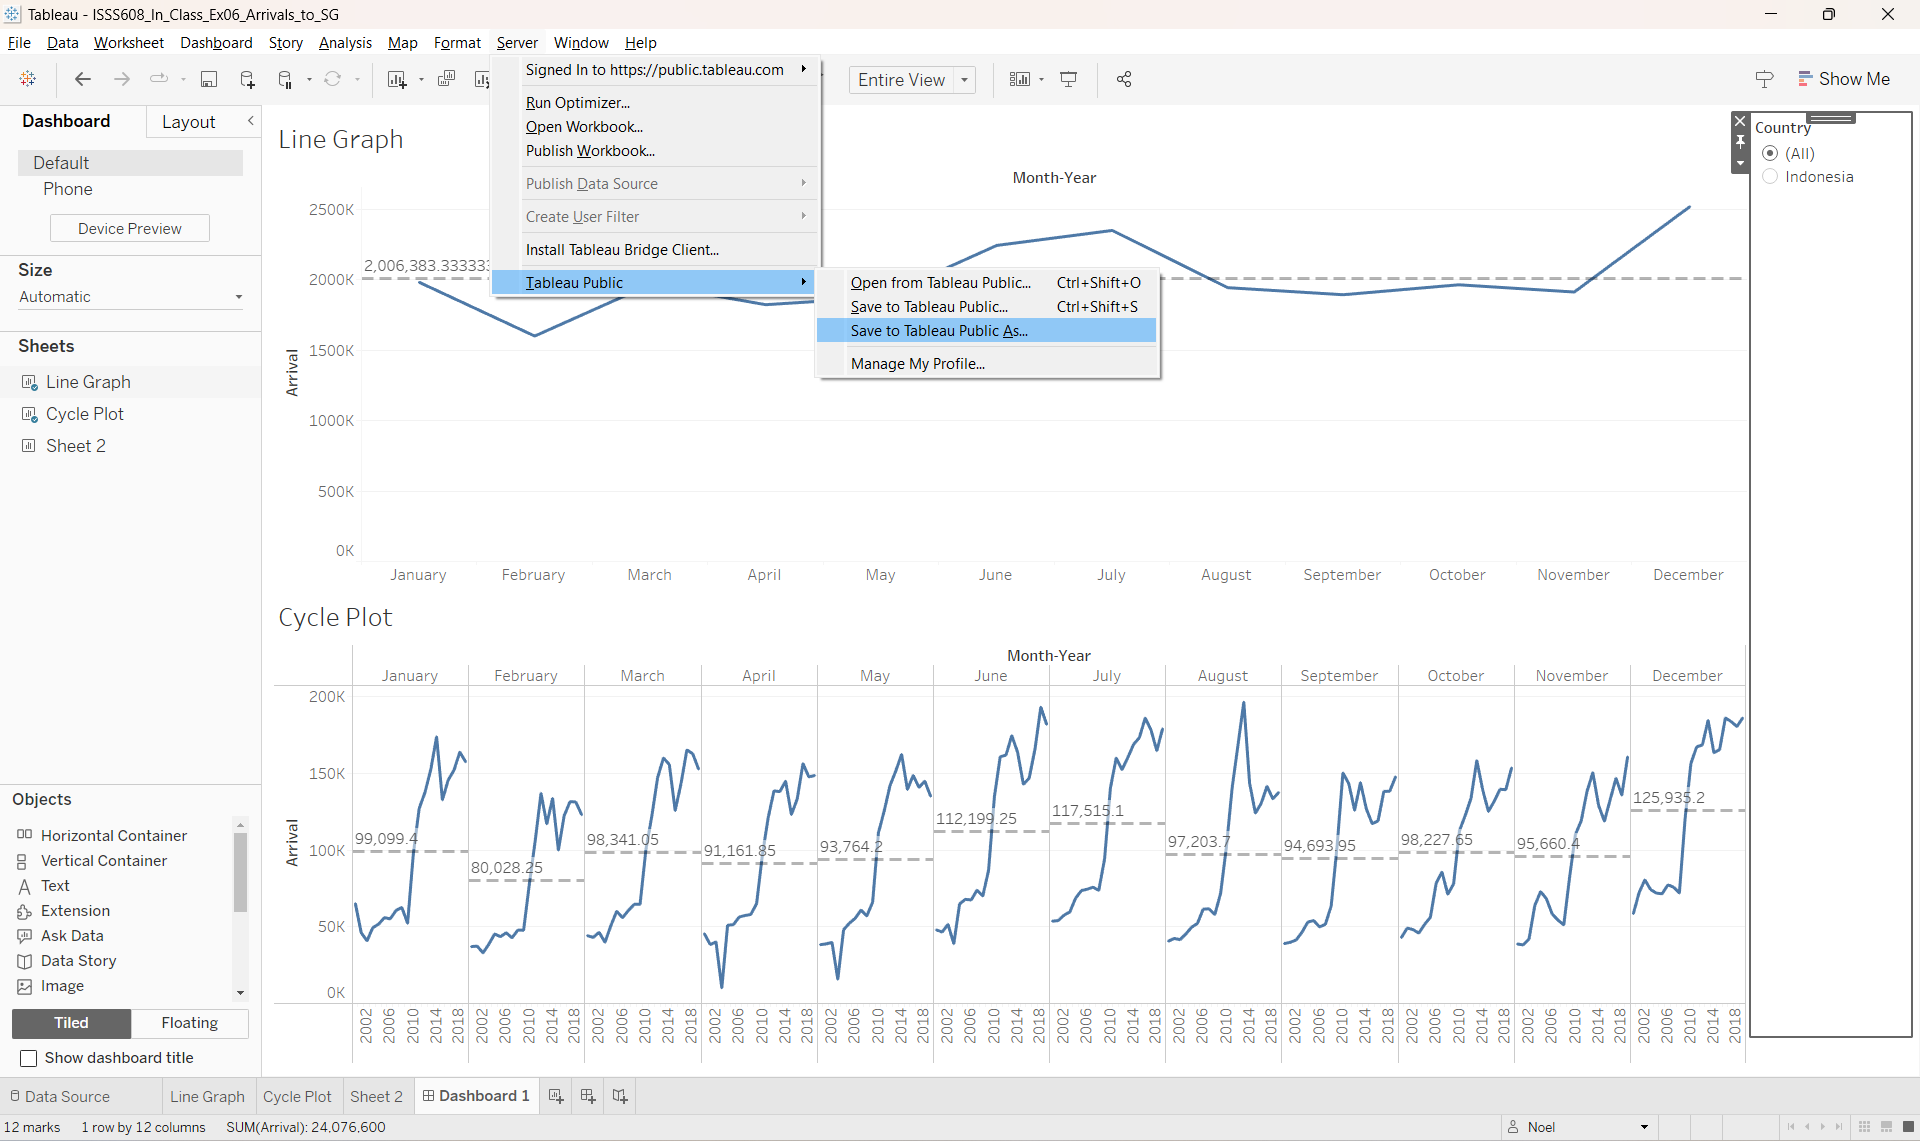 Tableau - ISSS608_In_Class_Ex06_Arrivals_to_SG
File Data Worksheet Dashboard Story Analysis Map Format Server Window Help
Entire View
Show Me
Signed In to https://public.tableau.com
Run Optimizer...
Open Workbook...
Publish Workbook...
Publish Data Source
Create User Filter
Install Tableau Bridge Client...
Tableau Public
Open from Tableau Public... Ctrl+Shift+O
Save to Tableau Public... Ctrl+Shift+S
Save to Tableau Public As...
Manage My Profile...
Dashboard Layout
Default
Phone
Device Preview
Size
Automatic
Sheets
Line Graph
Cycle Plot
Sheet 2
Objects
Horizontal Container
Vertical Container
Text
Extension
Ask Data
Data Story
Image
Tiled Floating
Show dashboard title
Line Graph
Month-Year
2500K
2000K
1500K
1000K
500K
0K
Arrival
2,006,383.333333
January February March April May June July August September October November December
Country
(All)
Indonesia
Cycle Plot
Month-Year
January February March April May June July August September October November December
200K
150K
100K
50K
0K
Arrival
99,099.4
80,028.25
98,341.05
91,161.85
93,764.2
112,199.25
117,515.1
97,203.7
94,693.95
98,227.65
95,660.4
125,935.2
2002 2006 2010 2014 2018 2002 2006 2010 2014 2018 2002 2006 2010 2014 2018 2002 2006 2010 2014 2018 2002 2006 2010 2014 2018 2002 2006 2010 2014 2018 2002 2006 2010 2014 2018 2002 2006 2010 2014 2018 2002 2006 2010 2014 2018 2002 2006 2010 2014 2018 2002 2006 2010 2014 2018 2002 2006 2010 2014 2018
Data Source Line Graph Cycle Plot Sheet 2 Dashboard 1
12 marks 1 row by 12 columns SUM(Arrival): 24,076,600
Noel